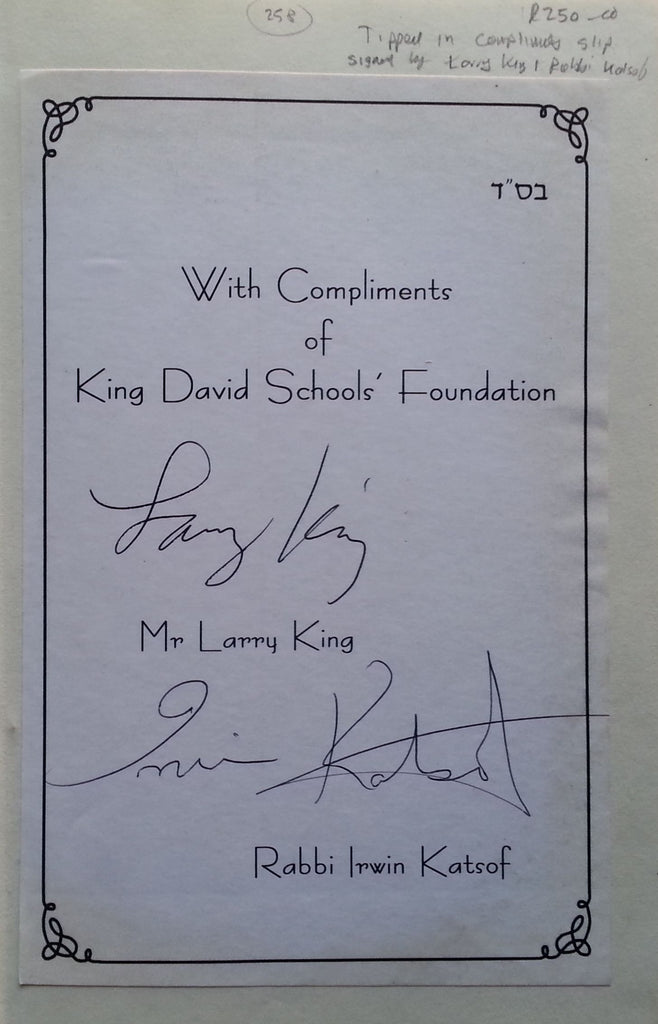 258
R250-00
Tipped in compliments slip
signed by Larry King / Rabbi Katsof
בס"ד
With Compliments
of
King David Schools' Foundation
Larry King
Mr Larry King
Irwin Katsof
Rabbi Irwin Katsof